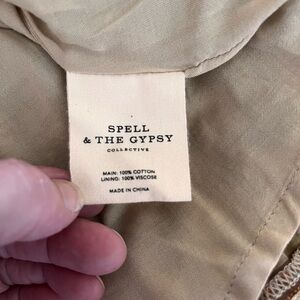 SPELL
& THE GYPSY
COLLECTIVE
MAIN: 100% COTTON
LINING: 100% VISCOSE
MADE IN CHINA